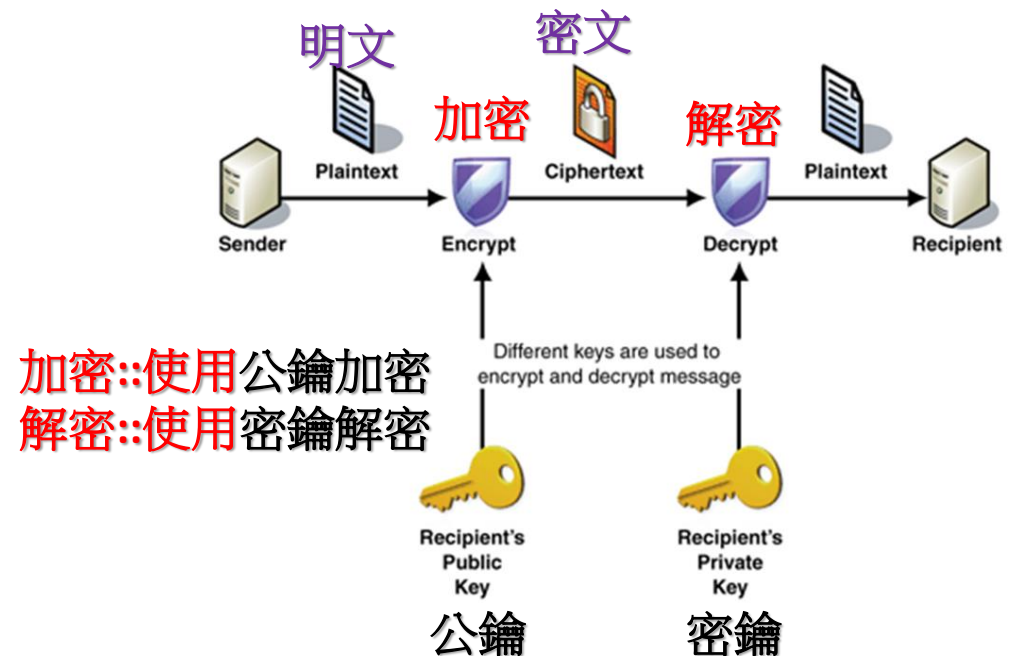 明文
密文
加密
解密
Plaintext
Ciphertext
Plaintext
Sender
Encrypt
Decrypt
Recipient
Different keys are used to
encrypt and decrypt message
加密::使用公鑰加密
解密::使用密鑰解密
Recipient's
Public
Key
公鑰
Recipient's
Private
Key
密鑰